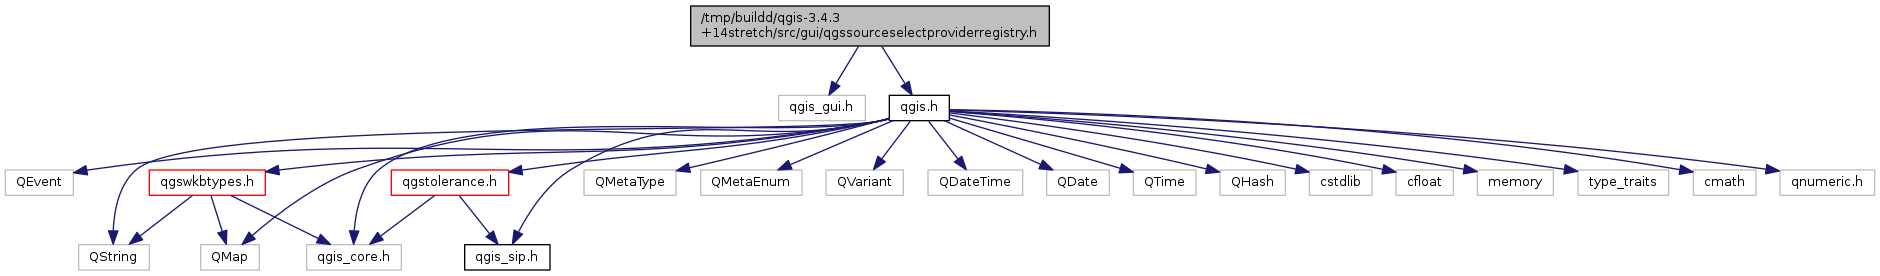 /tmp/buildd/qgis-3.4.3
+14stretch/src/gui/qgssourceselectproviderregistry.h
qgis_gui.h
qgis.h
QEvent
qgswkbtypes.h
qgstolerance.h
QMetaType
QMetaEnum
QVariant
QDateTime
QDate
QTime
QHash
cstdlib
cfloat
memory
type_traits
cmath
qnumeric.h
QString
QMap
qgis_core.h
qgis_sip.h